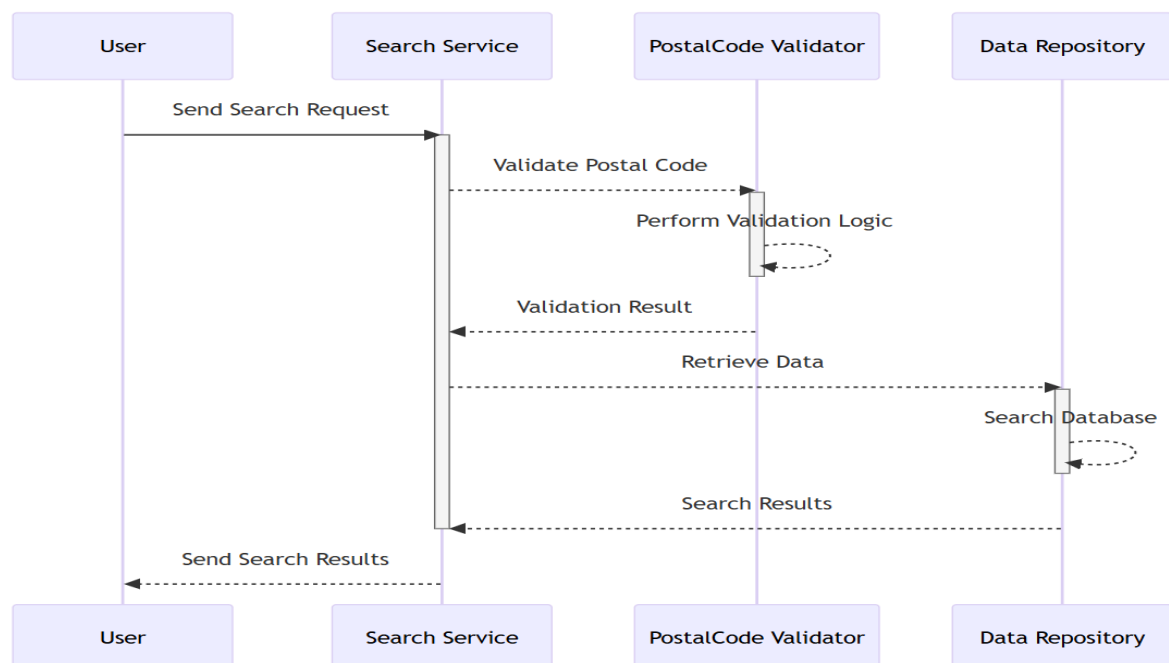 User
Search Service
PostalCode Validator
Data Repository
Send Search Request
Validate Postal Code
Perform Validation Logic
Validation Result
Retrieve Data
Search Database
Search Results
Send Search Results
User
Search Service
PostalCode Validator
Data Repository